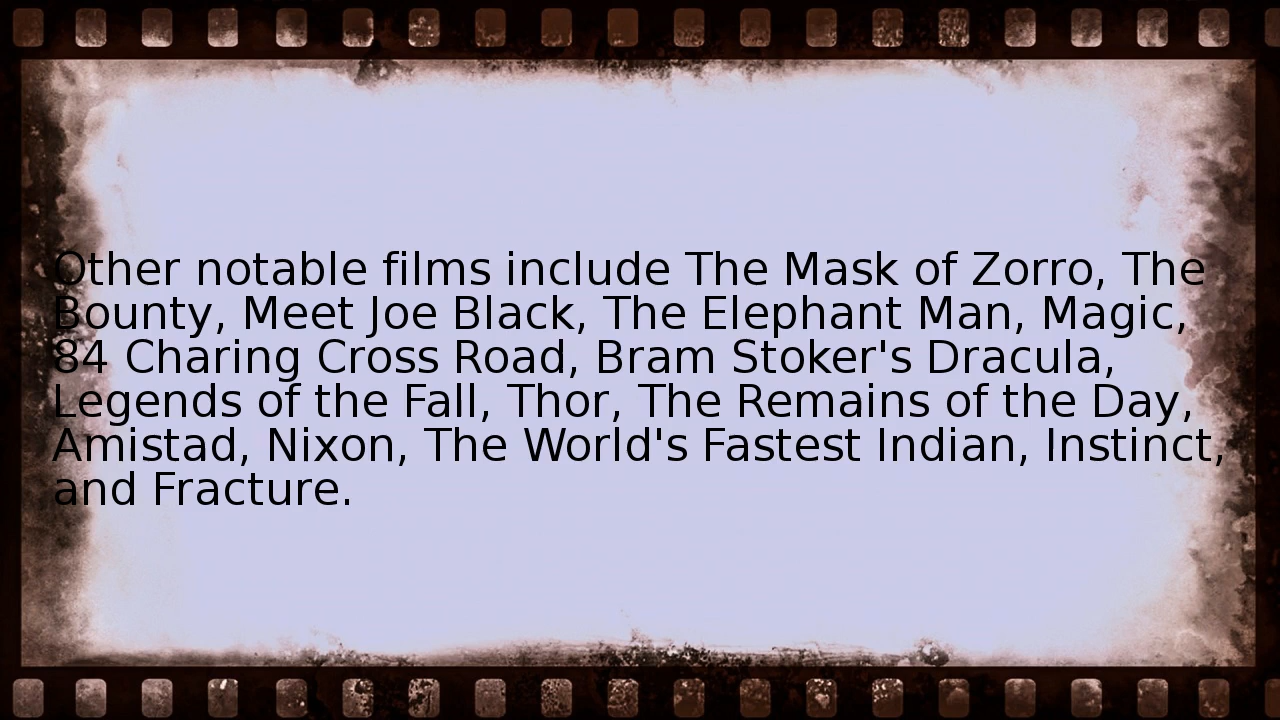 Other notable films include The Mask of Zorro, The
Bounty, Meet Joe Black, The Elephant Man, Magic,
84 Charing Cross Road, Bram Stoker's Dracula,
Legends of the Fall, Thor, The Remains of the Day,
Amistad, Nixon, The World's Fastest Indian, Instinct,
and Fracture.